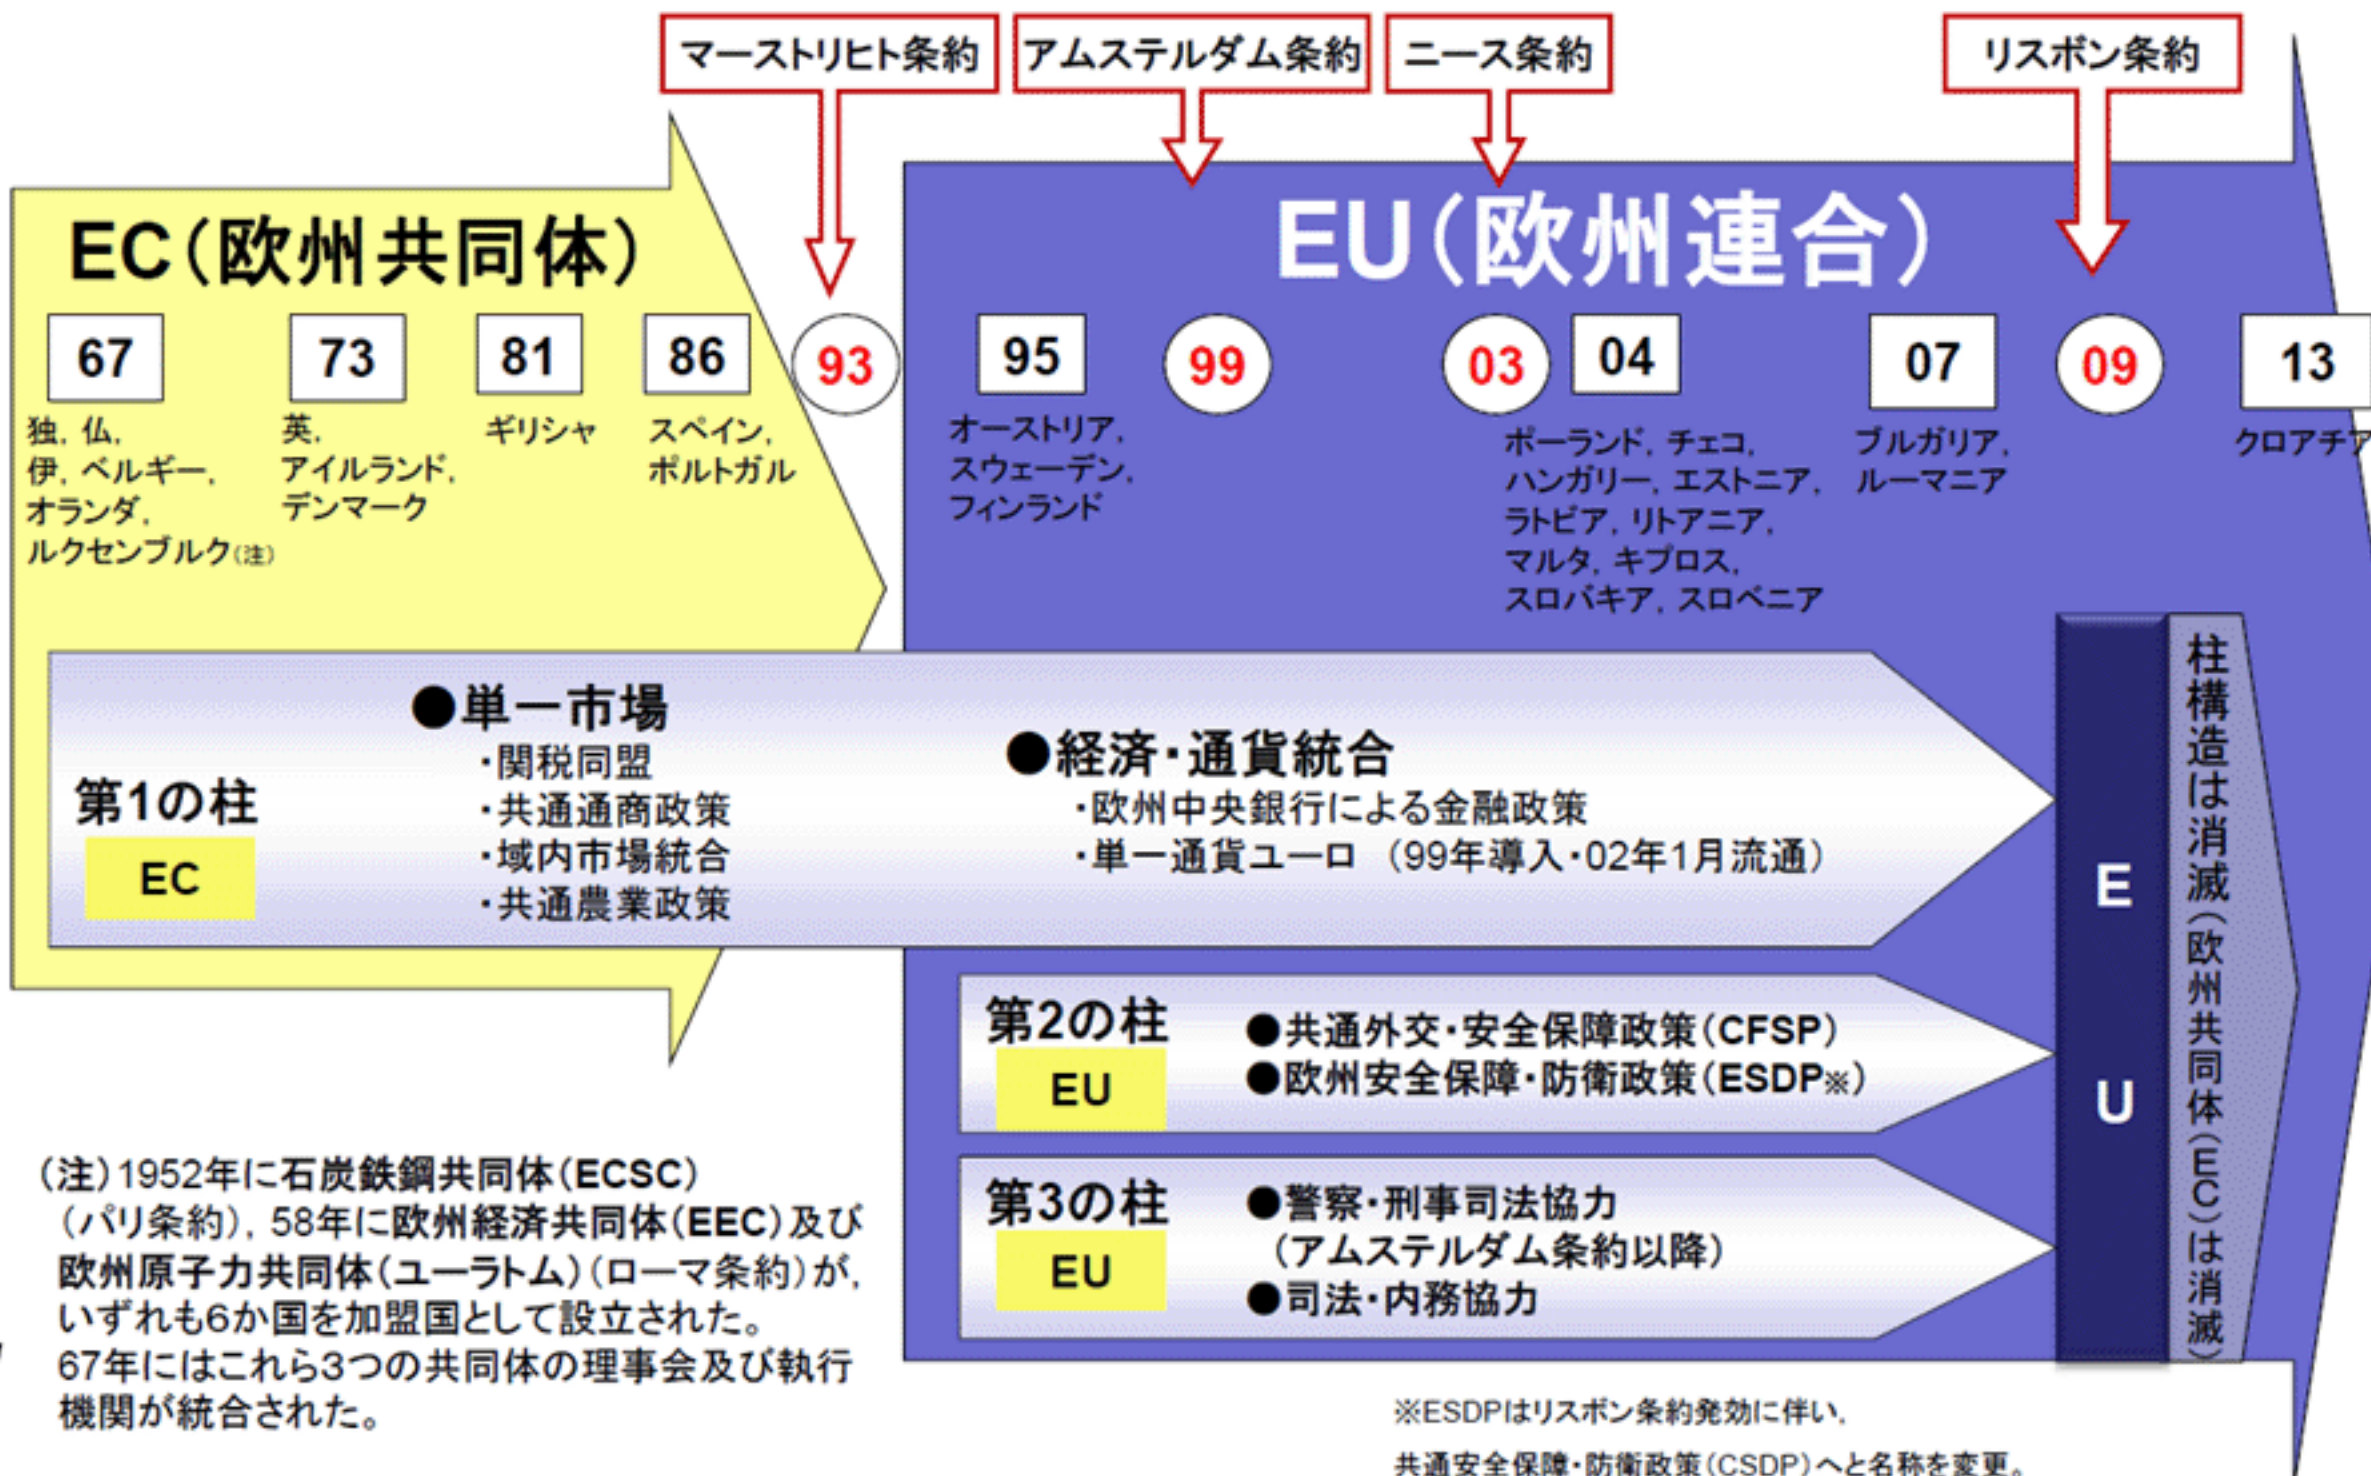 マーストリヒト条約
アムステルダム条約
ニース条約
リスボン条約
EC(欧州共同体)
EU(欧州連合)
67
73
81
86
93
95
99
03
04
07
09
13
独, 仏,
伊, ベルギー,
オランダ,
ルクセンブルク(注)
英,
アイルランド,
デンマーク
ギリシャ
スペイン,
ポルトガル
オーストリア,
スウェーデン,
フィンランド
ポーランド, チェコ,
ハンガリー, エストニア,
ラトビア, リトアニア,
マルタ, キプロス,
スロバキア, スロベニア
ブルガリア,
ルーマニア
クロアチア
第1の柱
EC
●単一市場
・関税同盟
・共通通商政策
・域内市場統合
・共通農業政策
●経済・通貨統合
・欧州中央銀行による金融政策
・単一通貨ユーロ (99年導入・02年1月流通)
第2の柱
EU
●共通外交・安全保障政策(CFSP)
●欧州安全保障・防衛政策(ESDP※)
第3の柱
EU
●警察・刑事司法協力
(アムステルダム条約以降)
●司法・内務協力
EU
柱構造は消滅(欧州共同体(EC)は消滅)
(注)1952年に石炭鉄鋼共同体(ECSC)
(パリ条約), 58年に欧州経済共同体(EEC)及び
欧州原子力共同体(ユーラトム)(ローマ条約)が,
いずれも6か国を加盟国として設立された。
67年にはこれら3つの共同体の理事会及び執行
機関が統合された。
※ESDPはリスボン条約発効に伴い,
共通安全保障・防衛政策(CSDP)へと名称を変更。